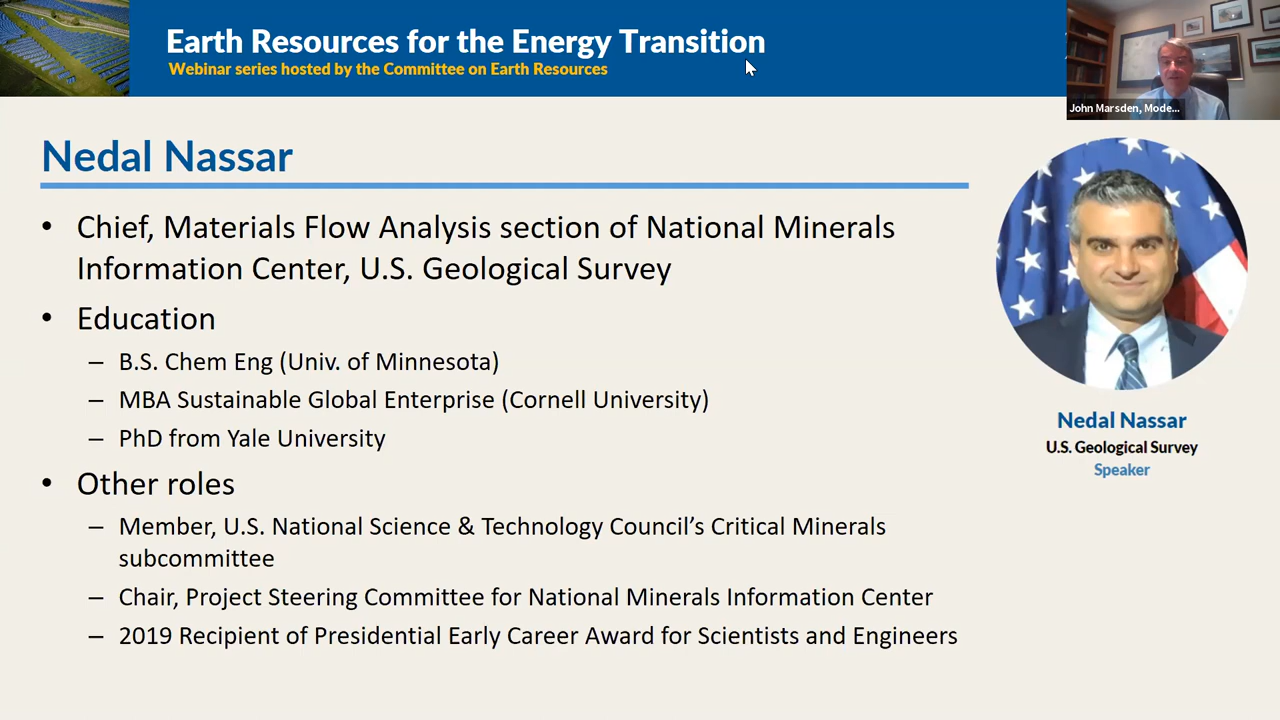 Earth Resources for the Energy Transition
Webinar series hosted by the Committee on Earth Resources
John Marsden, Mode...
Nedal Nassar
• Chief, Materials Flow Analysis section of National Minerals
Information Center, U.S. Geological Survey
• Education
– B.S. Chem Eng (Univ. of Minnesota)
– MBA Sustainable Global Enterprise (Cornell University)
– PhD from Yale University
• Other roles
– Member, U.S. National Science & Technology Council’s Critical Minerals
subcommittee
– Chair, Project Steering Committee for National Minerals Information Center
– 2019 Recipient of Presidential Early Career Award for Scientists and Engineers
Nedal Nassar
U.S. Geological Survey
Speaker